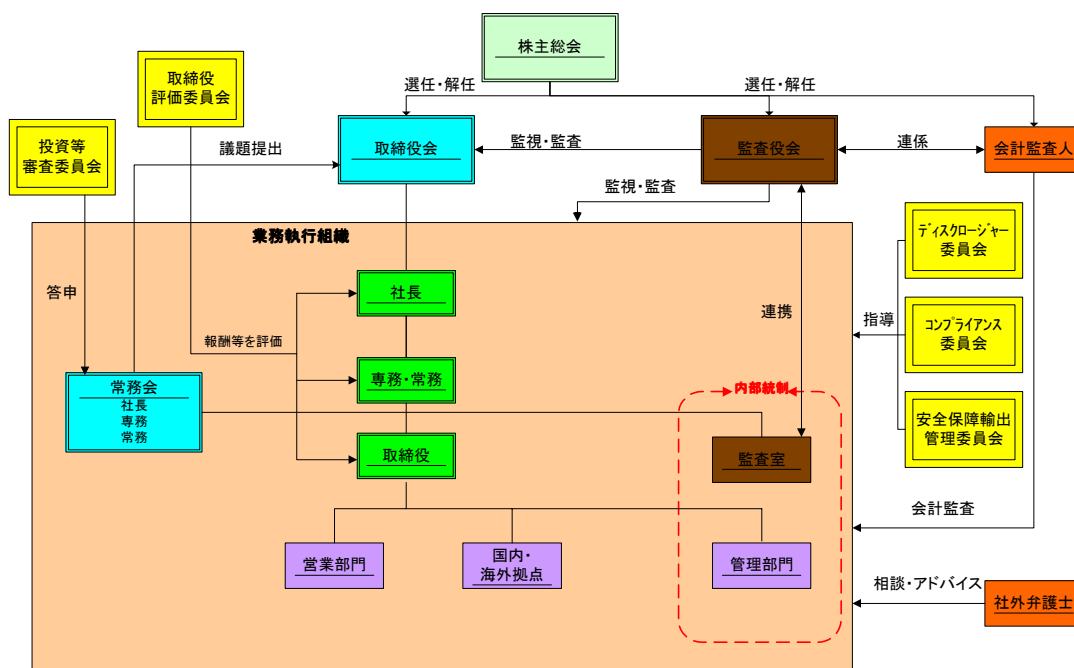 株主総会
取締役
評価委員会
選任・解任
選任・解任
投資等
審査委員会
議題提出
取締役会
監視・監査
監査役会
連係
会計監査人
監視・監査
業務執行組織
ディスクロージャー
委員会
答申
社長
連携
指導
コンプライアンス
委員会
報酬等を評価
常務会
社長
専務
常務
専務・常務
内部統制
安全保障輸出
管理委員会
取締役
監査室
会計監査
営業部門
国内・
海外拠点
管理部門
相談・アドバイス
社外弁護士